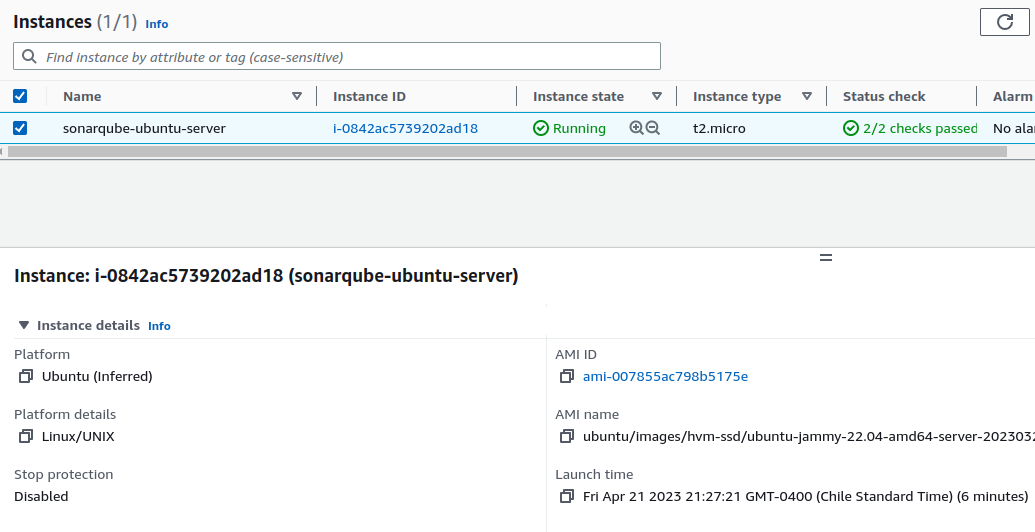 Instances (1/1) Info
Find instance by attribute or tag (case-sensitive)
Name Instance ID Instance state Instance type Status check Alarm
sonarqube-ubuntu-server i-0842ac5739202ad18 Running t2.micro 2/2 checks passed No ala
Instance: i-0842ac5739202ad18 (sonarqube-ubuntu-server)
Instance details Info
Platform AMI ID
Ubuntu (Inferred) ami-007855ac798b5175e
Platform details AMI name
Linux/UNIX ubuntu/images/hvm-ssd/ubuntu-jammy-22.04-amd64-server-2023032
Stop protection Launch time
Disabled Fri Apr 21 2023 21:27:21 GMT-0400 (Chile Standard Time) (6 minutes)